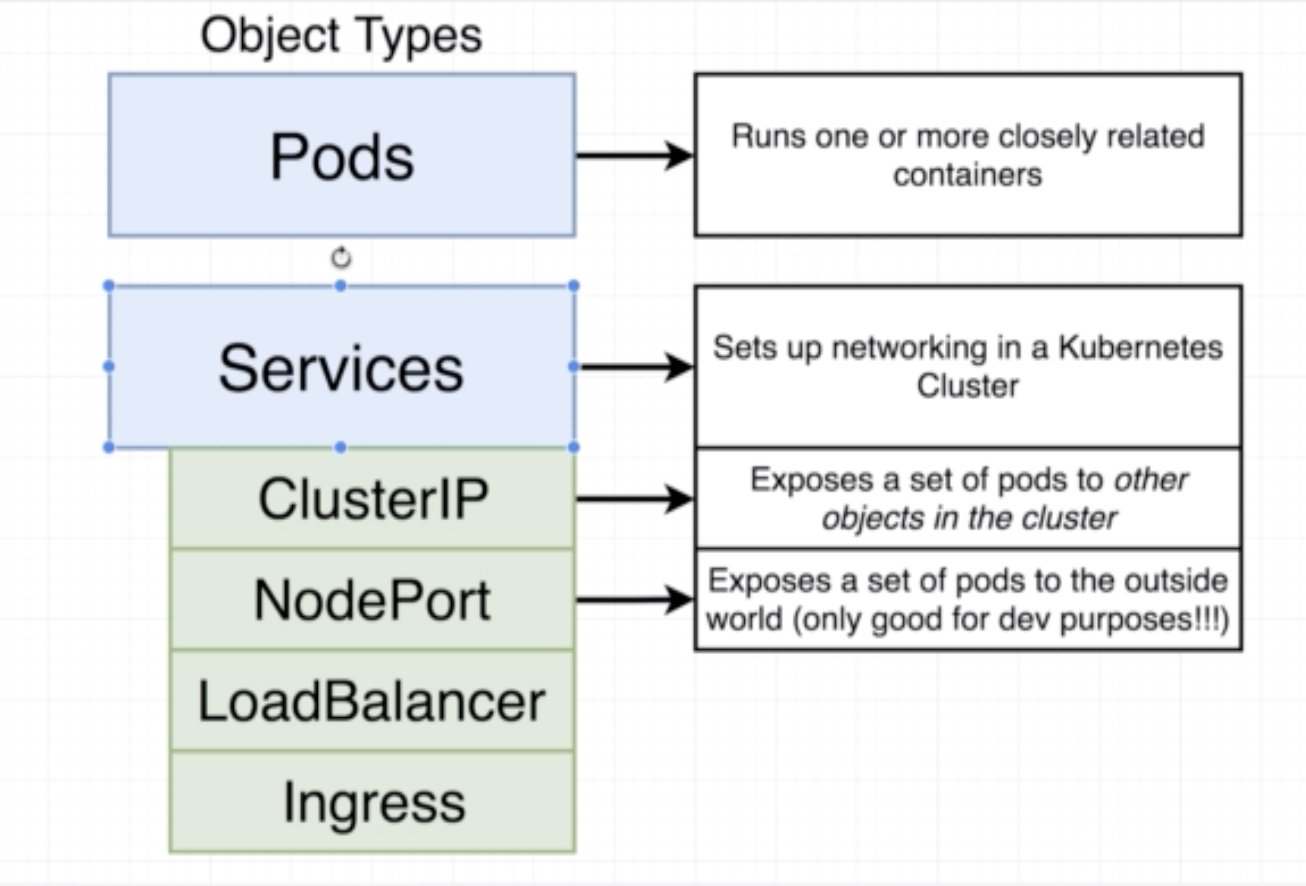 Object Types
Pods
Runs one or more closely related
containers
Services
Sets up networking in a Kubernetes
Cluster
ClusterIP
Exposes a set of pods to other
objects in the cluster
NodePort
Exposes a set of pods to the outside
world (only good for dev purposes!!!)
LoadBalancer
Ingress